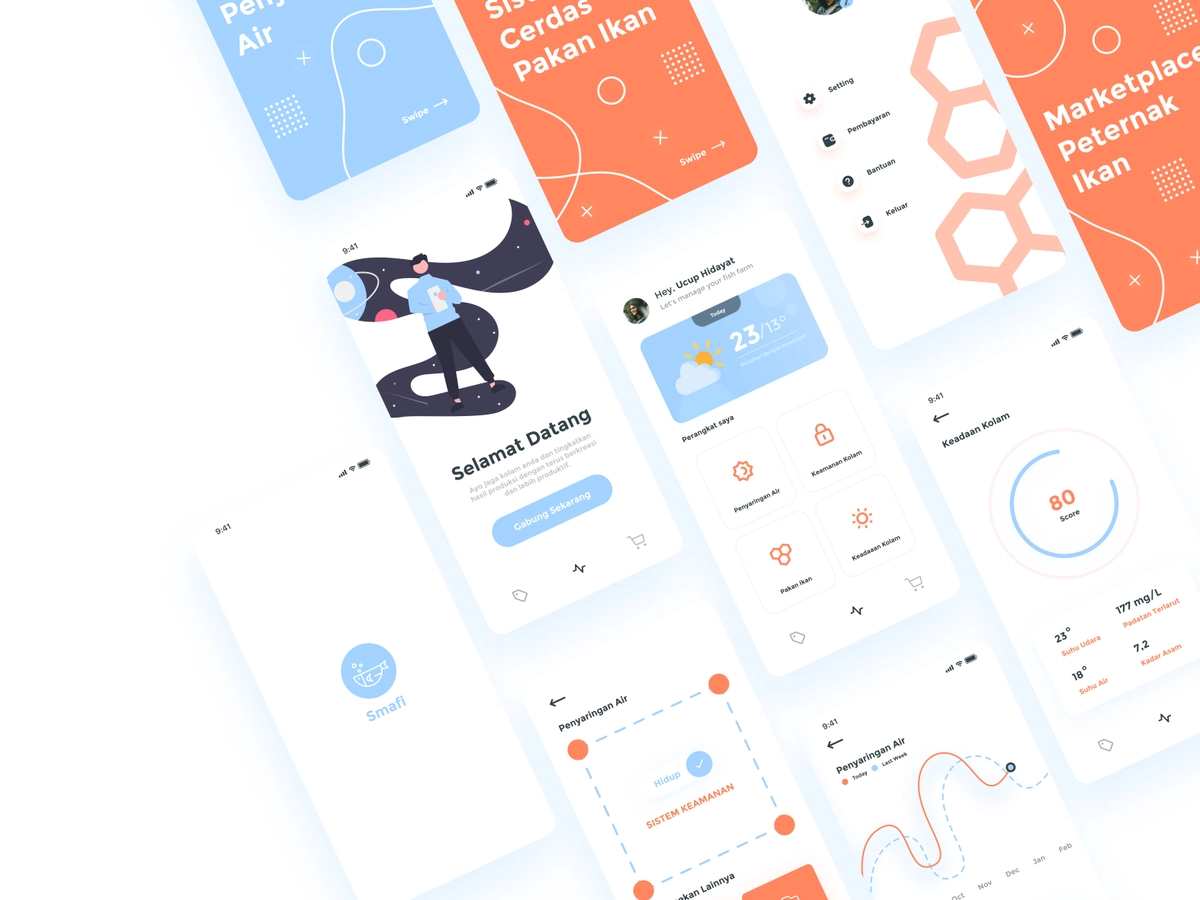 Air
Swipe
Cerdas
Pakan Ikan
Swipe
Setting
Pembayaran
Bantuan
Keluar
Marketplace
Peternak
Ikan
9:41
Selamat Datang
Ayo jaga kolam anda dan tingkatkan
hasil produksi dengan terus berkreasi
dan lebih produktif.
Gabung Sekarang
Hey, Ucup Hidayat
Let's manage your fish farm
Today
23/13°
Perangkat saya
Penyaringan Air
Keamanan Kolam
Pakan Ikan
Keadaaan Kolam
9:41
Keadaan Kolam
80
Score
23°
Suhu Udara
177 mg/L
Padatan Terlarut
18°
Suhu Air
7,2
Kadar Asam
9:41
Smafi
Penyaringan Air
Hidup
SISTEM KEAMANAN
Lainnya
9:41
Penyaringan Air
Today
Last Week
Oct
Nov
Dec
Jan
Feb